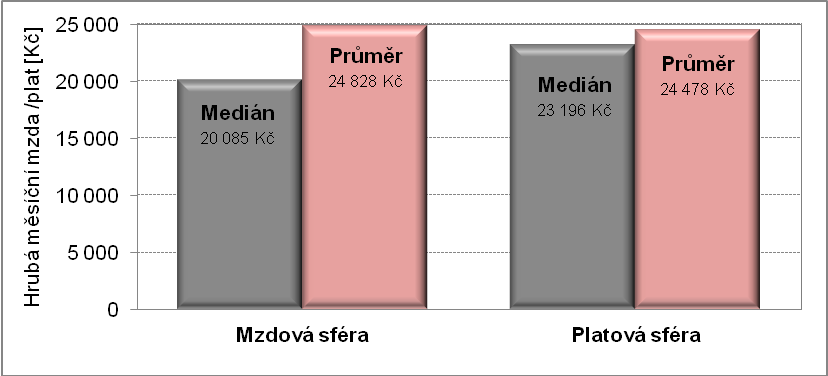 Hrubá měsíční mzda /plat [Kč]
25 000
20 000
15 000
10 000
5 000
0
Medián
20 085 Kč
Průměr
24 828 Kč
Medián
23 196 Kč
Průměr
24 478 Kč
Mzdová sféra
Platová sféra